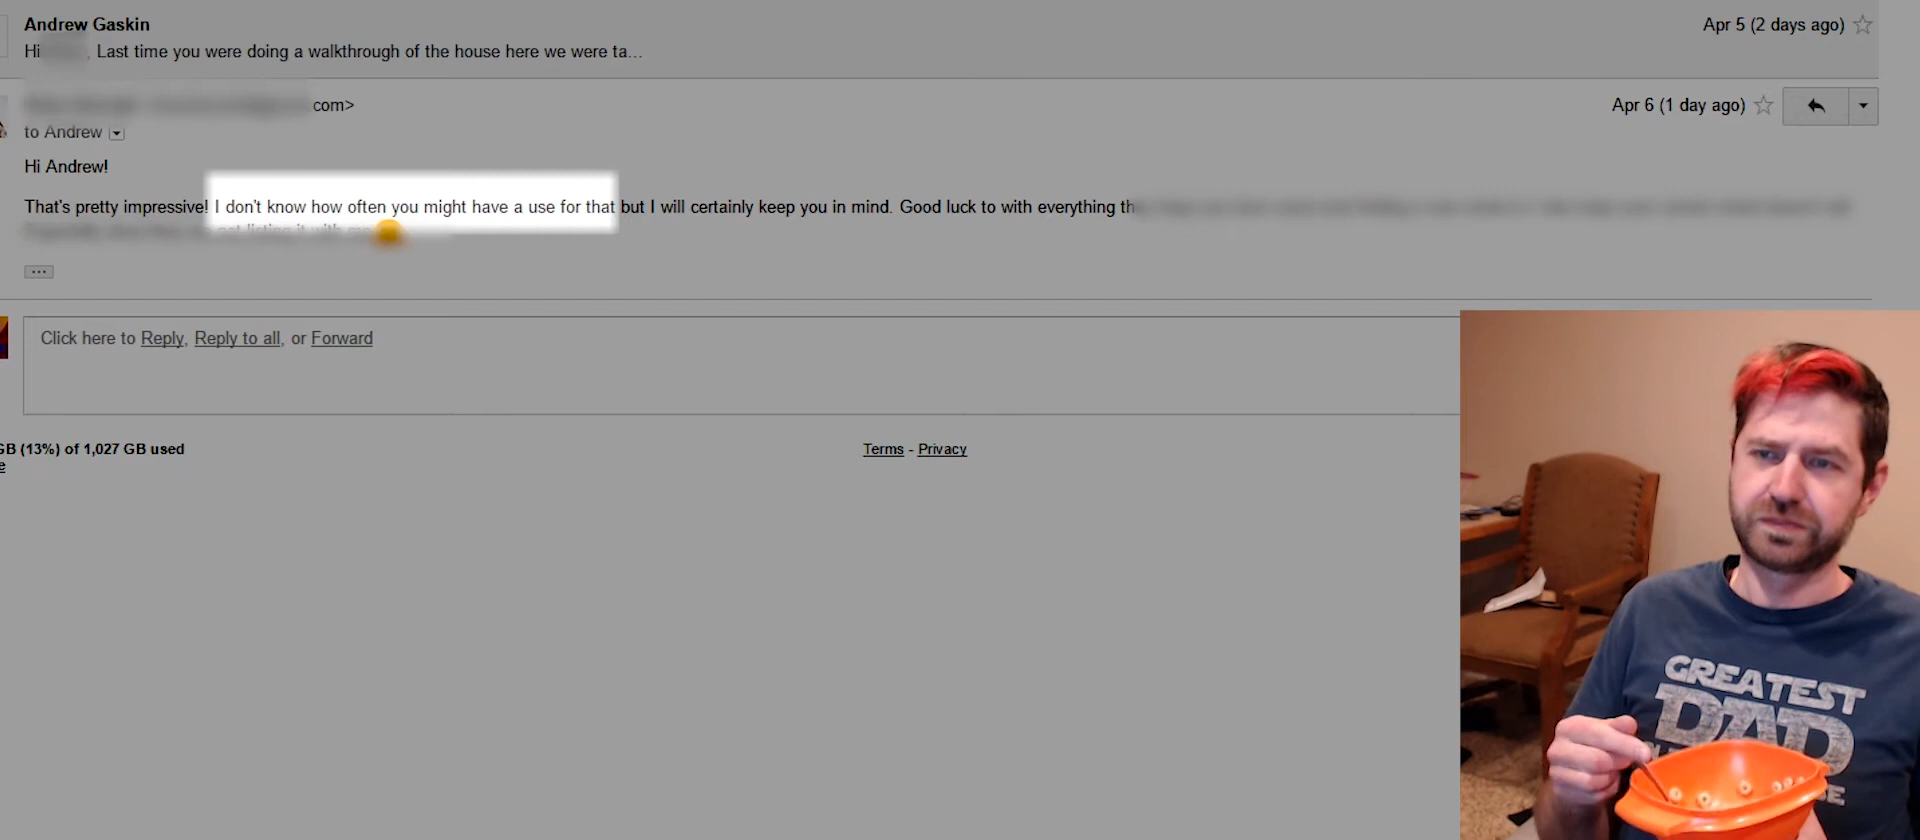 Andrew Gaskin
Apr 5 (2 days ago)
Hi , Last time you were doing a walkthrough of the house here we were ta...
com>
Apr 6 (1 day ago)
to Andrew
Hi Andrew!
That's pretty impressive! I don't know how often you might have a use for that but I will certainly keep you in mind. Good luck to with everything th
...
Click here to Reply, Reply to all, or Forward
GB (13%) of 1,027 GB used
Terms - Privacy
e
GREATEST
DAD